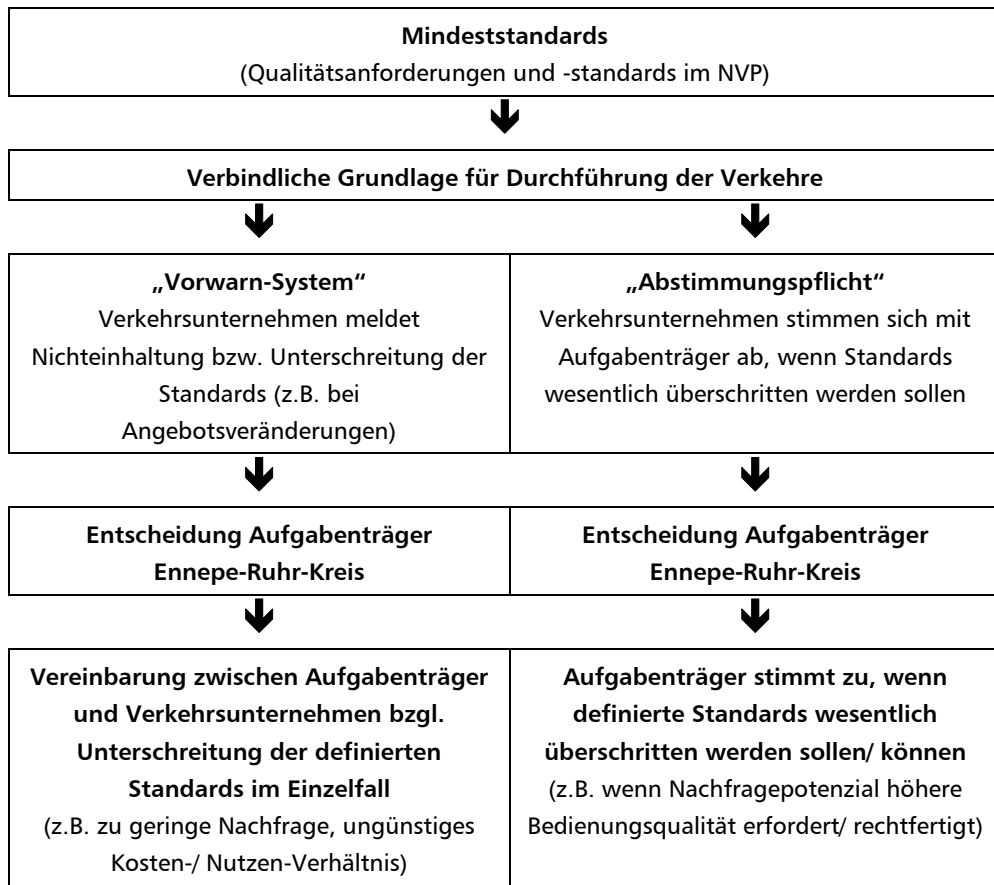 Mindeststandards
(Qualitätsanforderungen und -standards im NVP)
Verbindliche Grundlage für Durchführung der Verkehre
„Vorwarn-System“
Verkehrsunternehmen meldet
Nichteinhaltung bzw. Unterschreitung der
Standards (z.B. bei
Angebotsveränderungen)
„Abstimmungspflicht“
Verkehrsunternehmen stimmen sich mit
Aufgabenträger ab, wenn Standards
wesentlich überschritten werden sollen
Entscheidung Aufgabenträger
Ennepe-Ruhr-Kreis
Entscheidung Aufgabenträger
Ennepe-Ruhr-Kreis
Vereinbarung zwischen Aufgabenträger
und Verkehrsunternehmen bzgl.
Unterschreitung der definierten
Standards im Einzelfall
(z.B. zu geringe Nachfrage, ungünstiges
Kosten-/ Nutzen-Verhältnis)
Aufgabenträger stimmt zu, wenn
definierte Standards wesentlich
überschritten werden sollen/ können
(z.B. wenn Nachfragepotenzial höhere
Bedienungsqualität erfordert/ rechtfertigt)